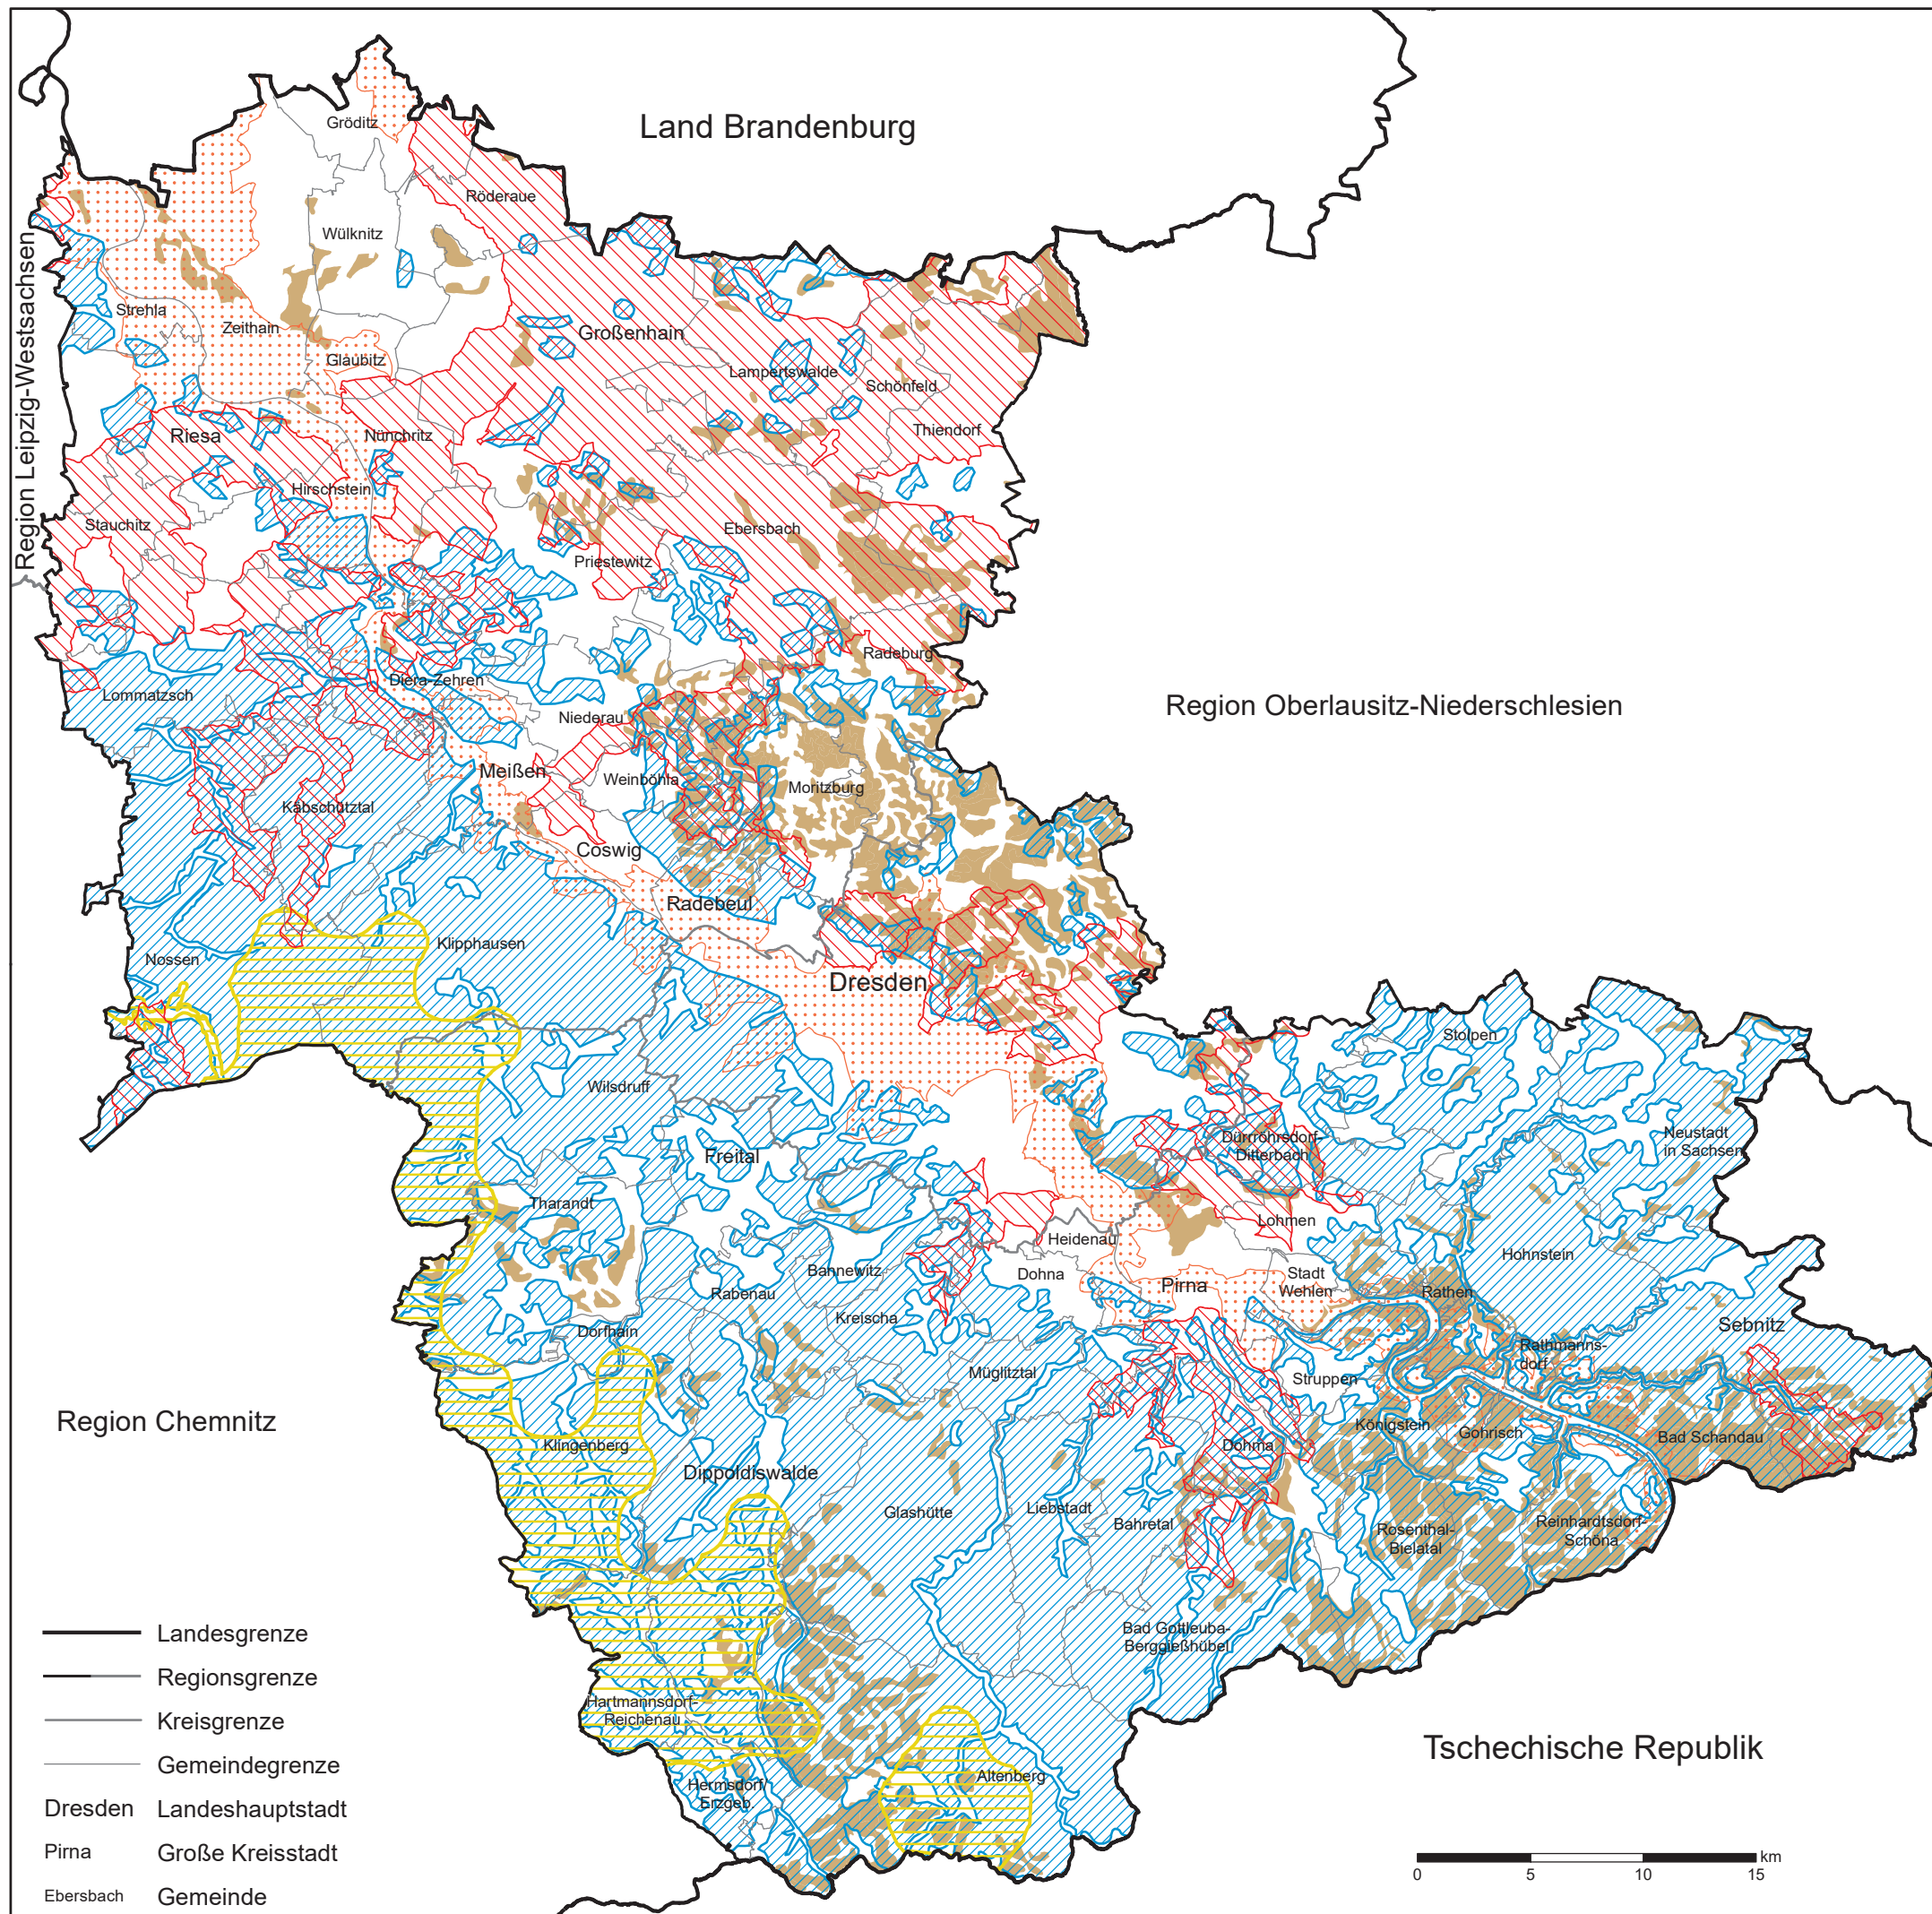 Land Brandenburg
Gröditz
Röderaue
Wülknitz
Region Leipzig-Westsachsen
Strehla
Zeithain
Großenhain
Glaubitz
Lampertswalde
Schönfeld
Riesa
Nünchritz
Thiendorf
Hirschstein
Stauchitz
Ebersbach
Priestewitz
Radeburg
Diera-Zehren
Lommatzsch
Region Oberlausitz-Niederschlesien
Niederau
Meißen
Weinböhla
Moritzburg
Käbschütztal
Coswig
Radebeul
Klipphausen
Nossen
Dresden
Stolpen
Wilsdruff
Dürrröhrsdorf-
Dittersbach
Neustadt
in Sachsen
Freital
Tharandt
Lohmen
Heidenau
Hohnstein
Bannewitz
Dohna
Stadt
Wehlen
Pirna
Rabenau
Rathen
Kreischa
Sebnitz
Dorfhain
Rathmanns-
dorf
Müglitztal
Struppen
Region Chemnitz
Königstein
Gohrisch
Bad Schandau
Klingenberg
Dohma
Dippoldiswalde
Glashütte
Liebstadt
Bahretal
Rosenthal-
Bielatal
Reinhardtsdorf-
Schöna
Bad Gottleuba-
Berggießhübel
Hartmannsdorf-
Reichenau
Tschechische Republik
Altenberg
Hermsdorf/
Erzgeb.
Landesgrenze
Regionsgrenze
Kreisgrenze
Gemeindegrenze
Dresden Landeshauptstadt
Pirna Große Kreisstadt
Ebersbach Gemeinde
km
0 5 10 15